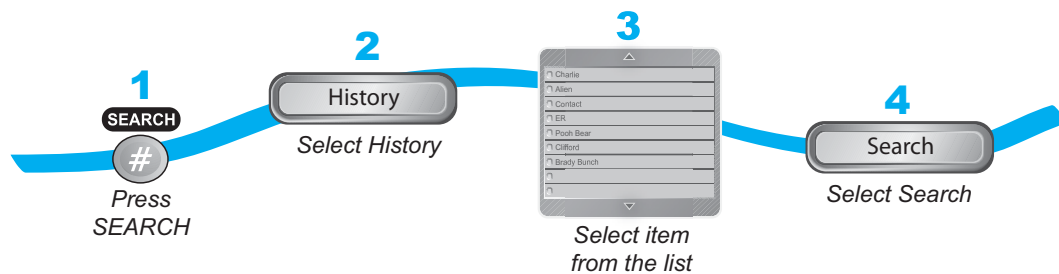 1
SEARCH
#
Press
SEARCH
2
History
Select History
3
Charlie
Alien
Contact
ER
Pooh Bear
Clifford
Brady Bunch
Select item
from the list
4
Search
Select Search